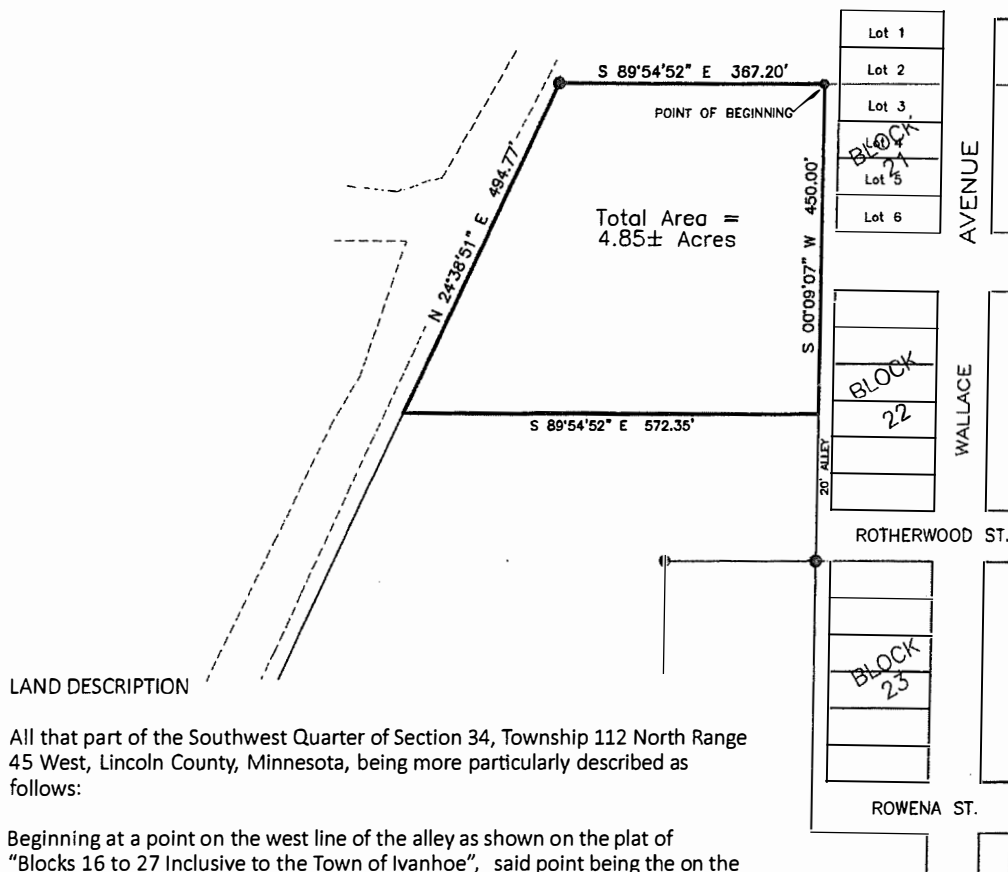 Lot 1
Lot 2
S 89°54'52" E 367.20'
POINT OF BEGINNING
Lot 3
Lot 4
BLOCK
21
Lot 5
Lot 6
AVENUE
N 24°38'51" E 494.77'
S 00°09'07" W 450.00'
Total Area =
4.85± Acres
BLOCK
22
WALLACE
S 89°54'52" E 572.35'
20' ALLEY
ROTHERWOOD ST.
BLOCK
23
ROWENA ST.
LAND DESCRIPTION
All that part of the Southwest Quarter of Section 34, Township 112 North Range
45 West, Lincoln County, Minnesota, being more particularly described as
follows:
Beginning at a point on the west line of the alley as shown on the plat of
"Blocks 16 to 27 Inclusive to the Town of Ivanhoe", said point being the on the